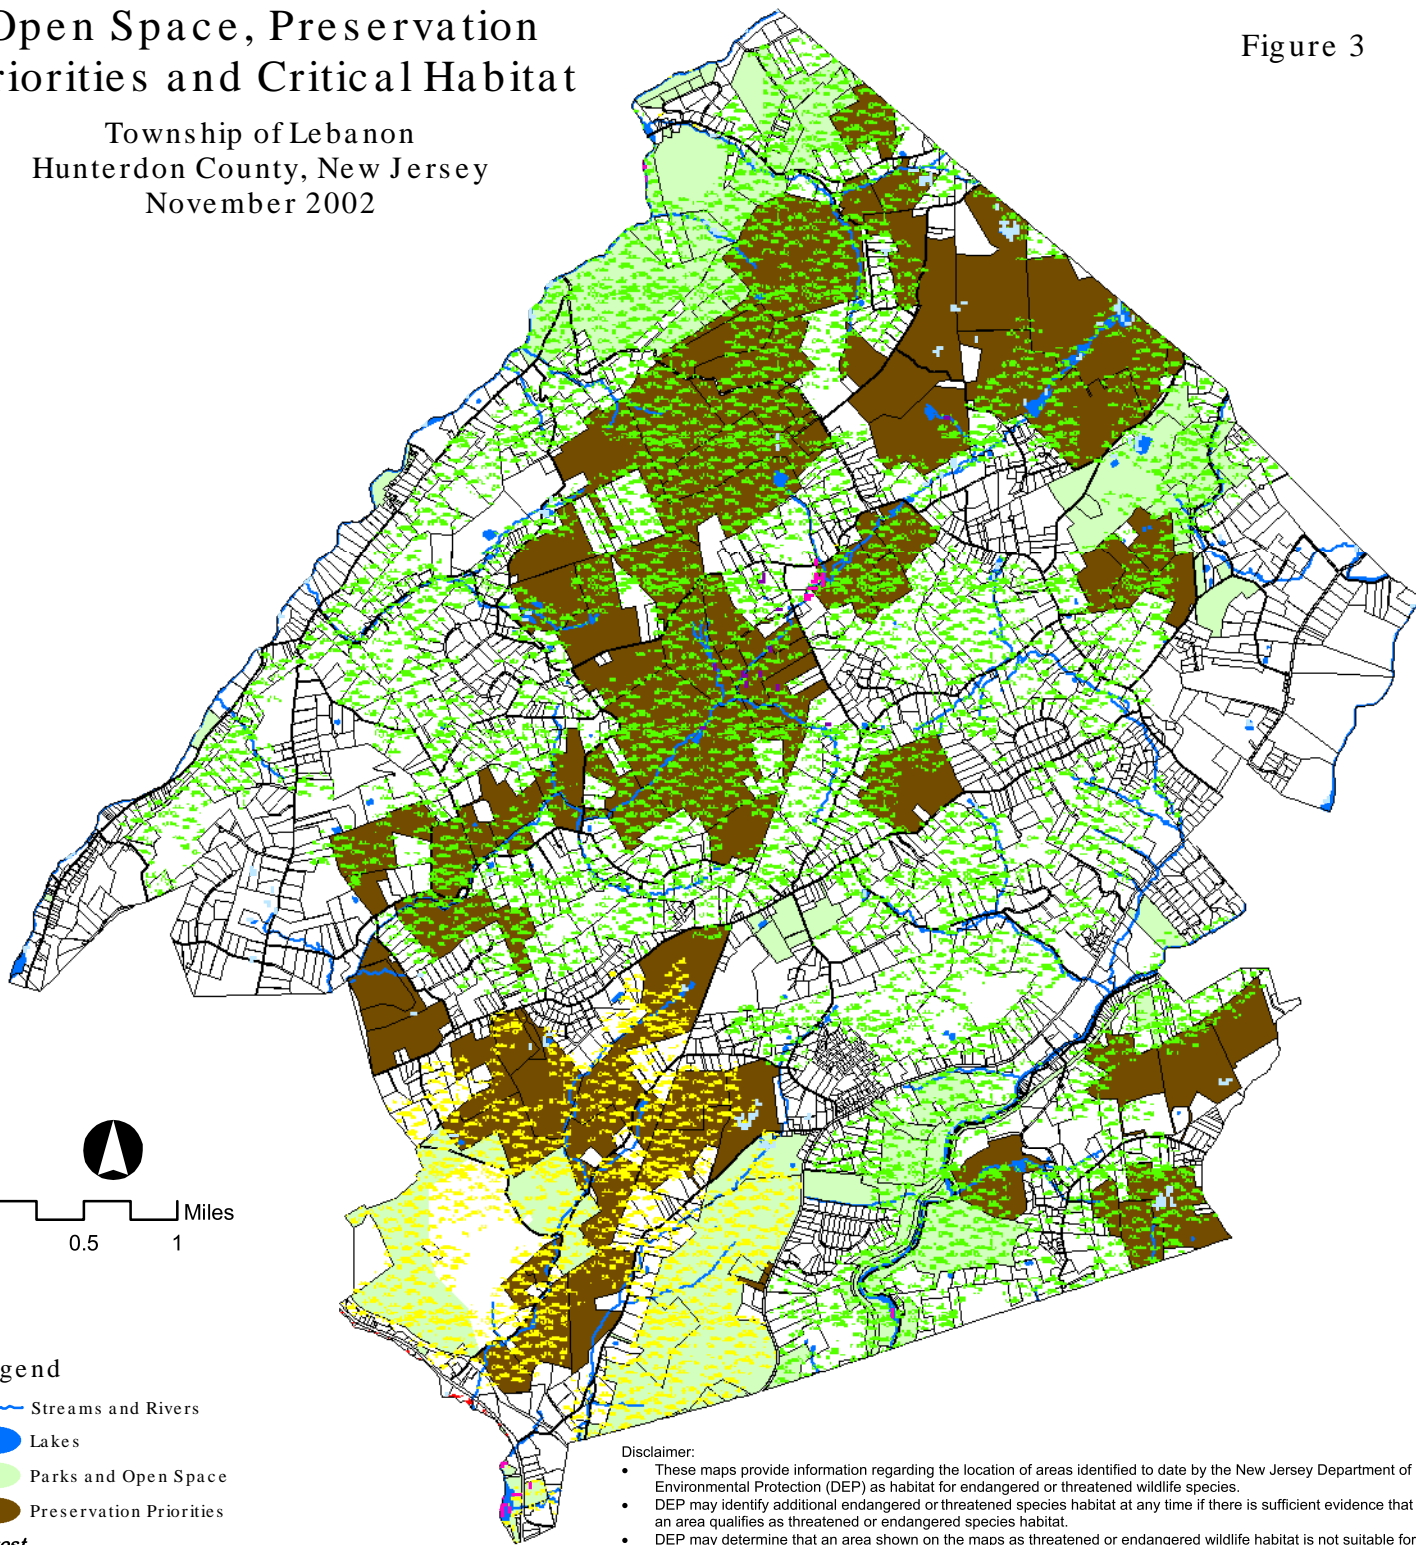 Open Space, Preservation
riorities and Critical Habitat
Figure 3
Township of Lebanon
Hunterdon County, New Jersey
November 2002
Miles
0.5 1
gend
Streams and Rivers
Lakes
Parks and Open Space
Preservation Priorities
Disclaimer:
• These maps provide information regarding the location of areas identified to date by the New Jersey Department of
Environmental Protection (DEP) as habitat for endangered or threatened wildlife species.
• DEP may identify additional endangered or threatened species habitat at any time if there is sufficient evidence that
an area qualifies as threatened or endangered species habitat.
• DEP may determine that an area shown on the maps as threatened or endangered wildlife habitat is not suitable for